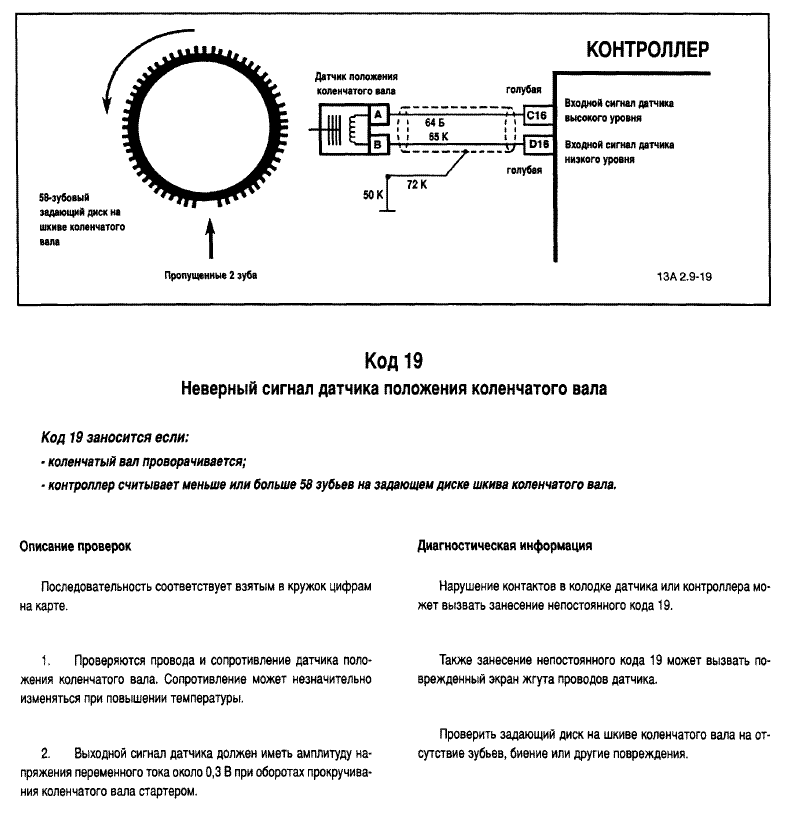 КОНТРОЛЛЕР
Датчик положения
коленчатого вала
голубая
A
C16
Входной сигнал датчика
высокого уровня
64 Б
65 К
B
D16
Входной сигнал датчика
низкого уровня
голубая
72 К
50 К
58-зубовый
задающий диск на
шкиве коленчатого
вала
Пропущенные 2 зуба
13А 2.9-19
Код 19
Неверный сигнал датчика положения коленчатого вала
Код 19 заносится если:
- коленчатый вал проворачивается;
- контроллер считывает меньше или больше 58 зубьев на задающем диске шкива коленчатого вала.
Описание проверок
Последовательность соответствует взятым в кружок цифрам
на карте.
1. Проверяются провода и сопротивление датчика поло-
жения коленчатого вала. Сопротивление может незначительно
изменяться при повышении температуры.
2. Выходной сигнал датчика должен иметь амплитуду на-
пряжения переменного тока около 0,3 В при оборотах прокручива-
ния коленчатого вала стартером.
Диагностическая информация
Нарушение контактов в колодке датчика или контроллера мо-
жет вызвать занесение непостоянного кода 19.
Также занесение непостоянного кода 19 может вызвать по-
врежденный экран жгута проводов датчика.
Проверить задающий диск на шкиве коленчатого вала на от-
сутствие зубьев, биение или другие повреждения.